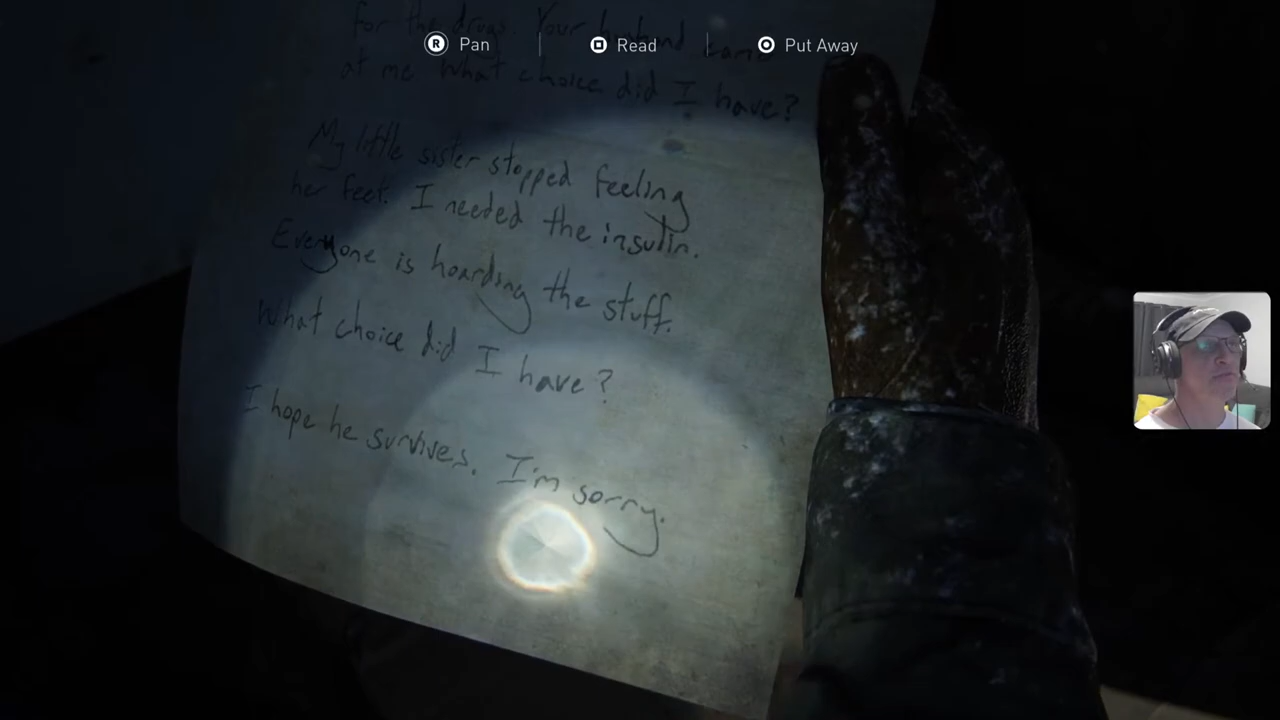 for the drugs. Your husband came
Pan
Read
Put Away
at me what choice did I have?
My little sister stopped feeling
her feet. I needed the insulin.
Everyone is hoarding the stuff.
What choice did I have?
I hope he survives. I'm sorry.